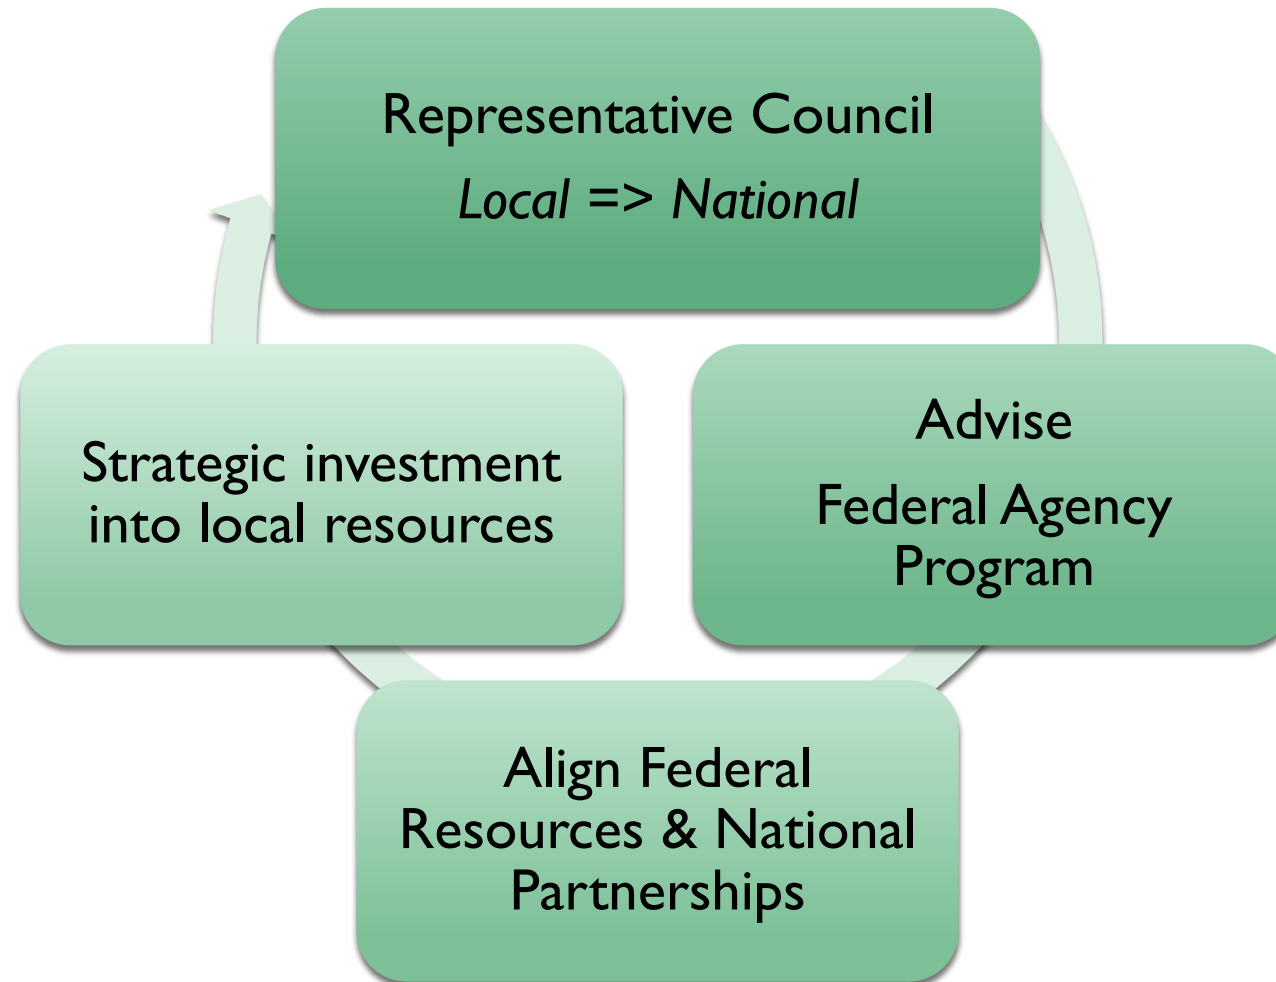 Representative Council
Local => National
Advise
Federal Agency
Program
Align Federal
Resources & National
Partnerships
Strategic investment
into local resources